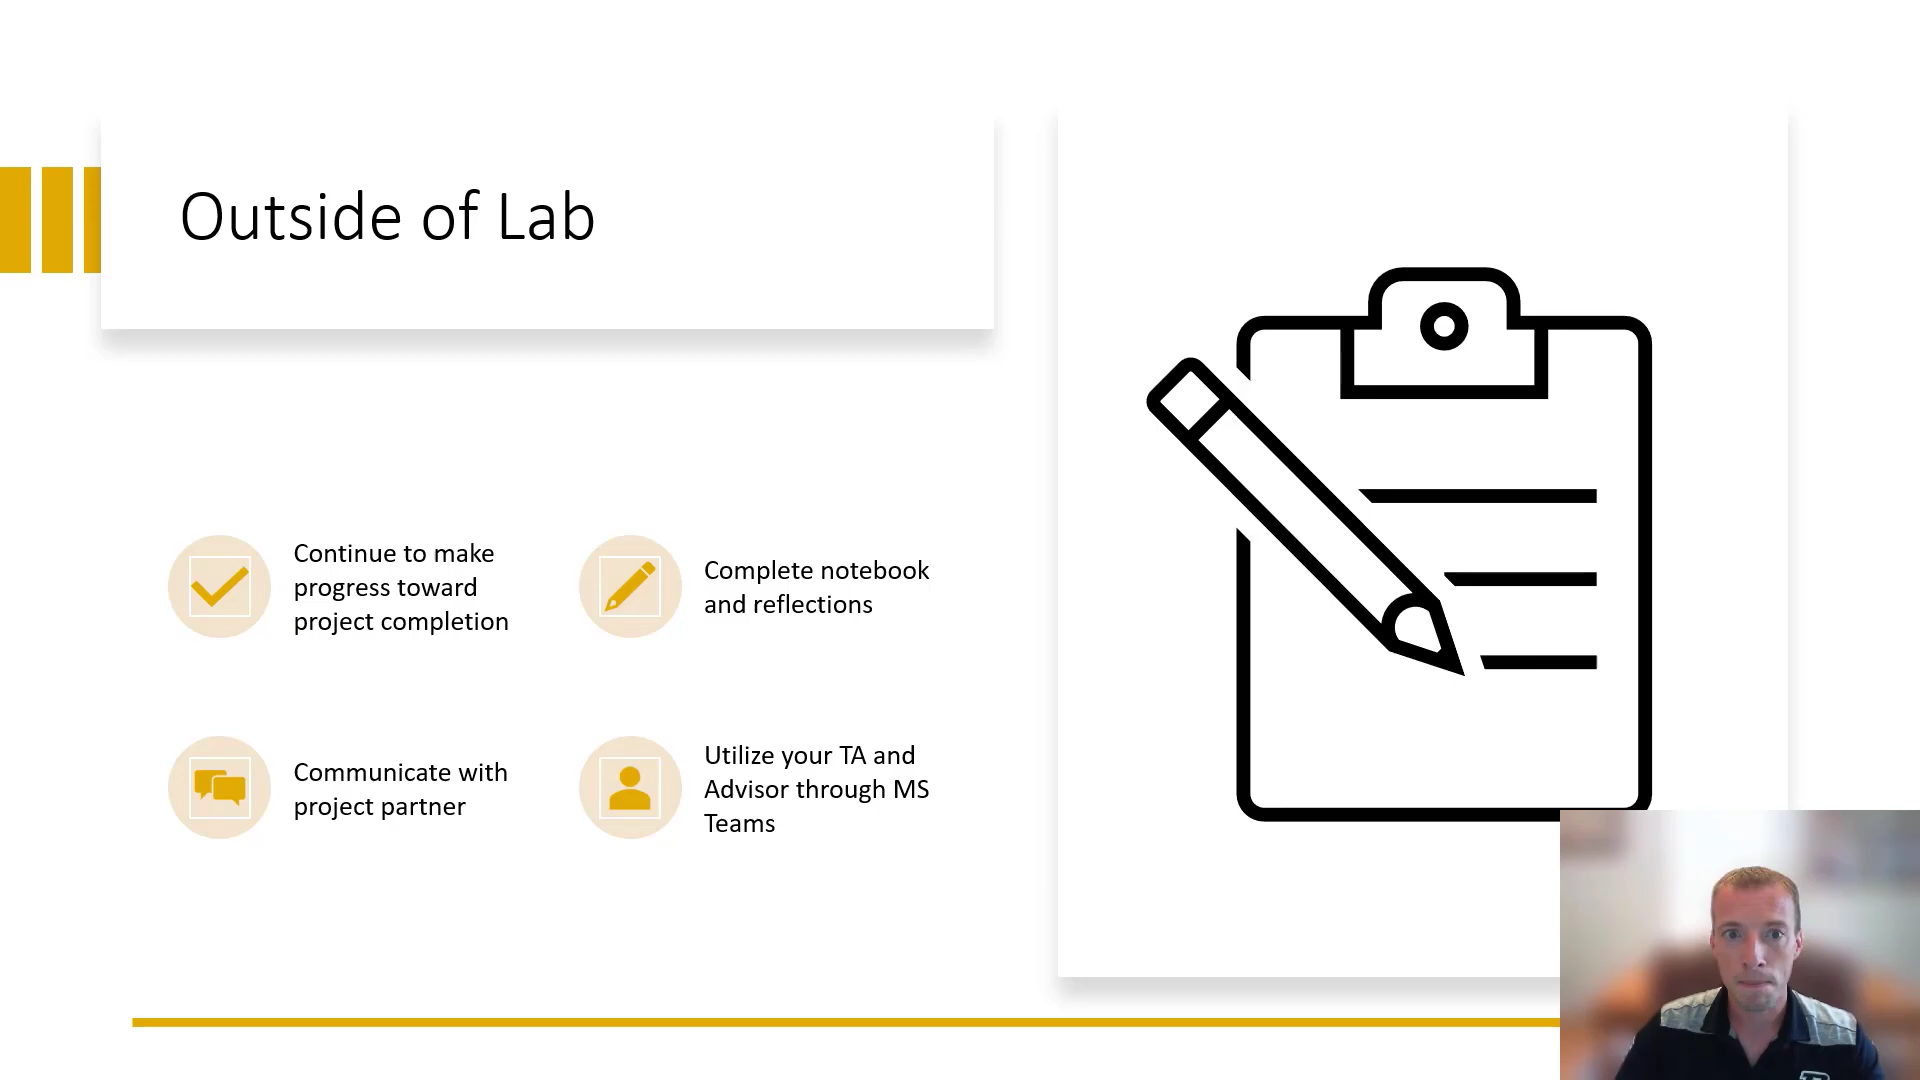 Outside of Lab
Continue to make
progress toward
project completion
Complete notebook
and reflections
Communicate with
project partner
Utilize your TA and
Advisor through MS
Teams